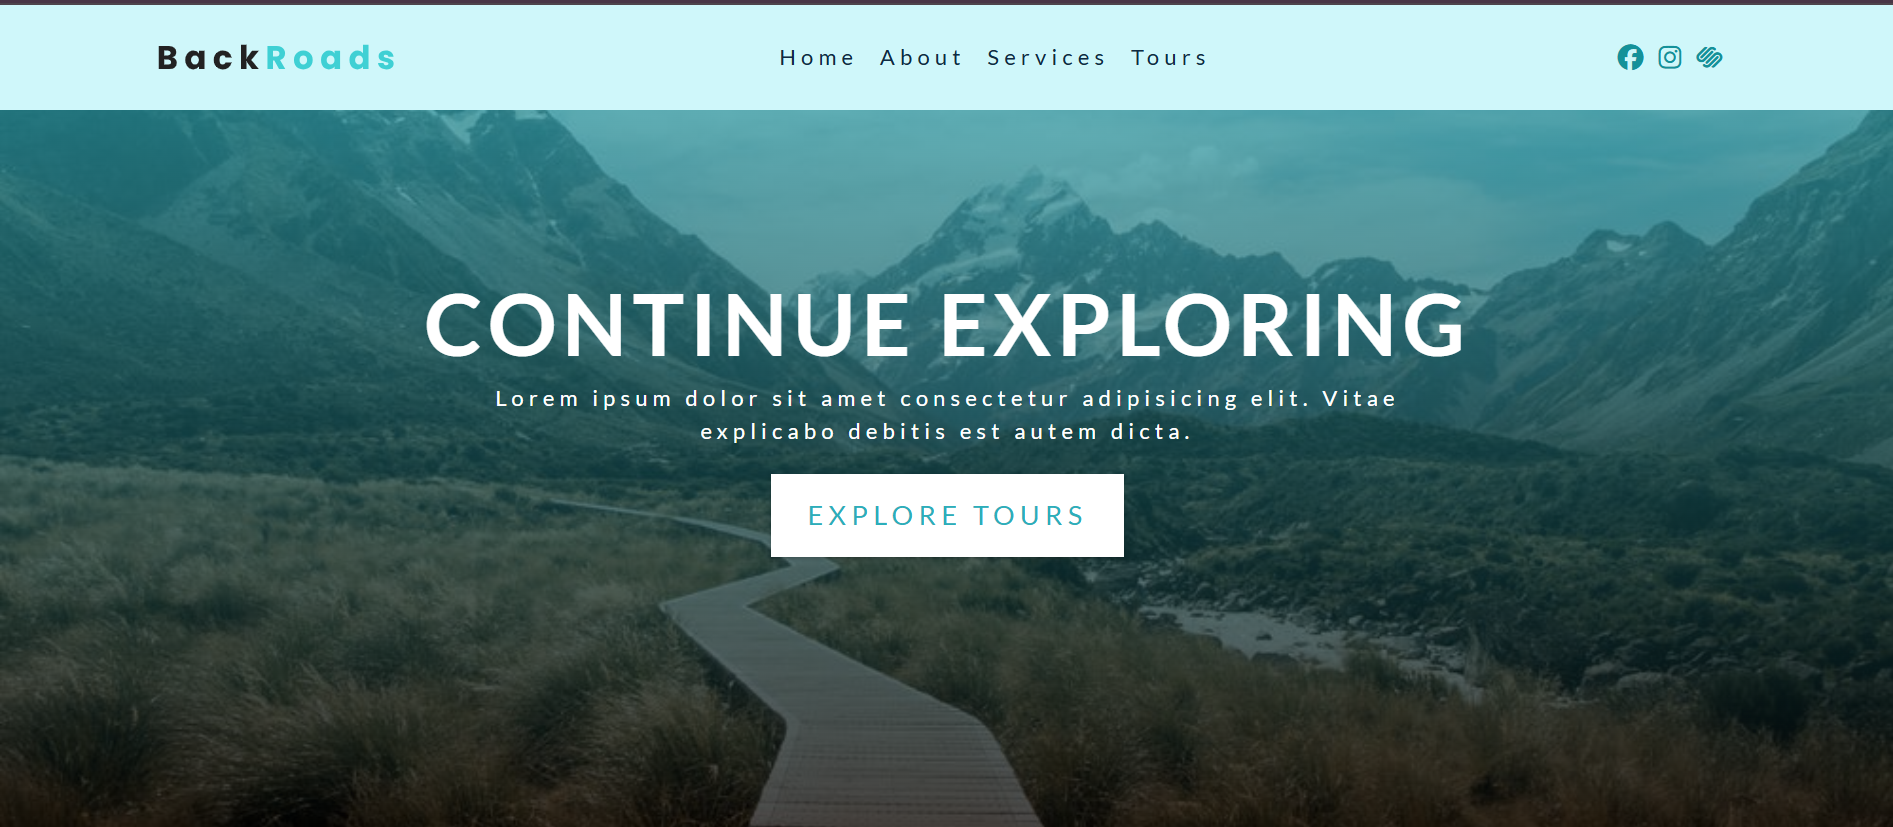 BackRoads
Home About Services Tours
CONTINUE EXPLORING
Lorem ipsum dolor sit amet consectetur adipisicing elit. Vitae
explicabo debitis est autem dicta.
EXPLORE TOURS